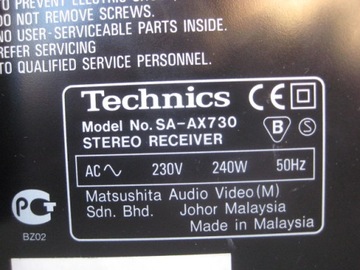 TO PREVENT ELECTRIC
DO NOT REMOVE SCREWS.
NO USER-SERVICEABLE PARTS INSIDE.
REFER SERVICING
TO QUALIFIED SERVICE PERSONNEL.
Technics CE
Model No. SA-AX730 B S
STEREO RECEIVER
AC ~ 230V 240W 50Hz
Matsushita Audio Video (M)
Sdn. Bhd. Johor Malaysia
Made in Malaysia
PCT
BZ02